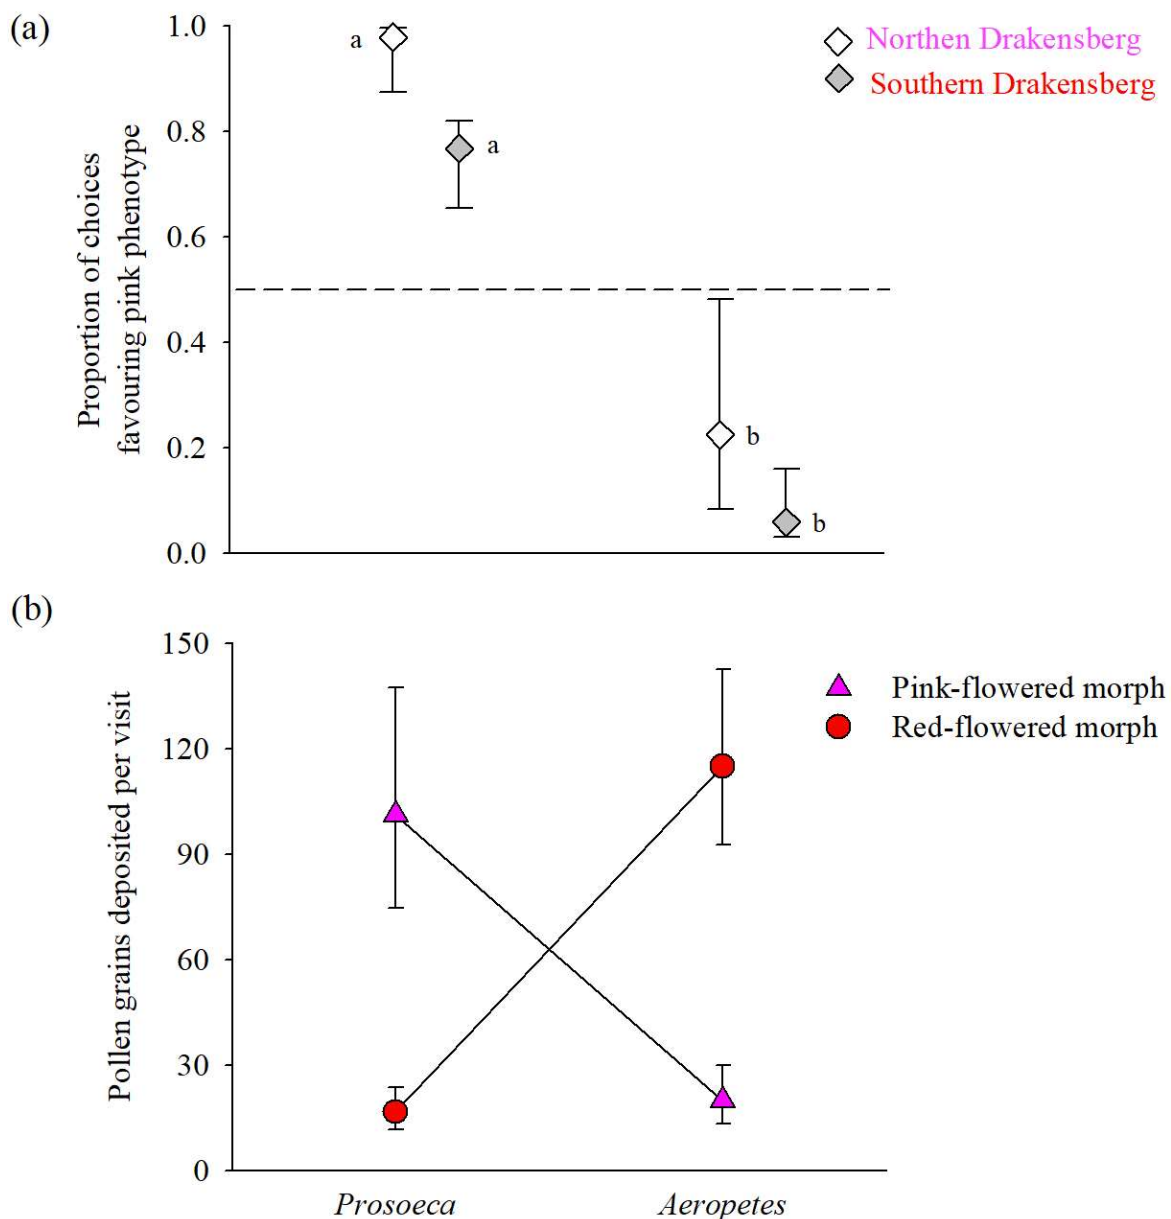 (a)
Proportion of choices
favouring pink phenotype
1.0
0.8
0.6
0.4
0.2
0.0
a
a
b
b
Northen Drakensberg
Southern Drakensberg
(b)
Pollen grains deposited per visit
150
120
90
60
30
0
Pink-flowered morph
Red-flowered morph
Prosoeca
Aeropetes